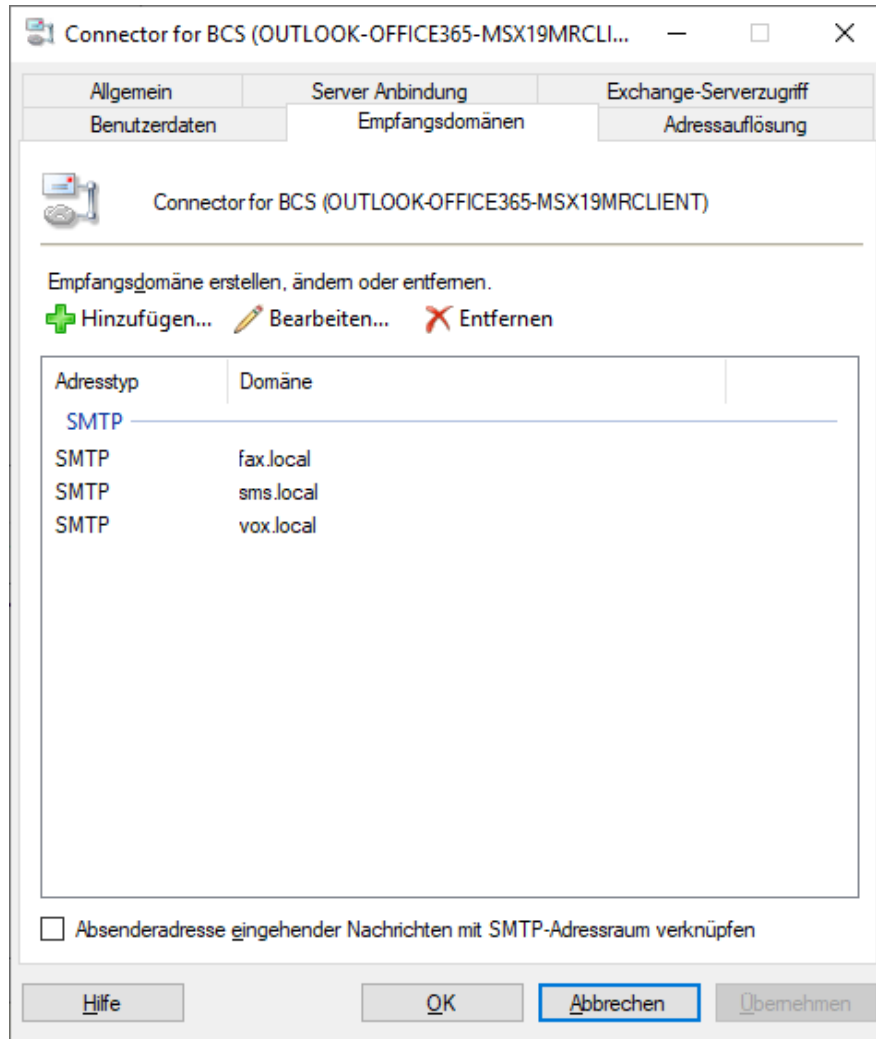 Connector for BCS (OUTLOOK-OFFICE365-MSX19MRCLI...
Allgemein Server Anbindung Exchange-Serverzugriff
Benutzerdaten Empfangsdomänen Adressauflösung
Connector for BCS (OUTLOOK-OFFICE365-MSX19MRCLIENT)
Empfangsdomäne erstellen, ändern oder entfernen.
Hinzufügen... Bearbeiten... Entfernen
Adresstyp Domäne
SMTP
SMTP fax.local
SMTP sms.local
SMTP vox.local
Absenderadresse eingehender Nachrichten mit SMTP-Adressraum verknüpfen
Hilfe OK Abbrechen Übernehmen